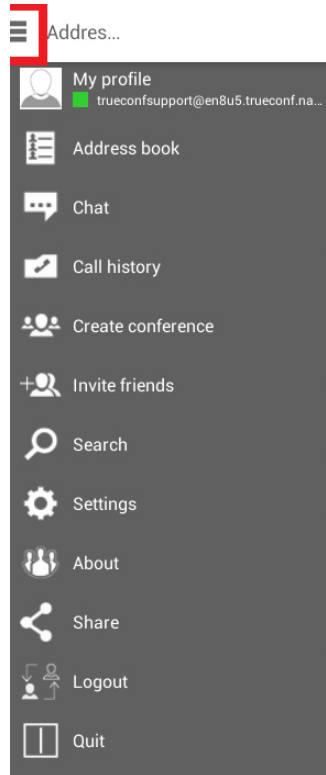 Addres...
My profile
trueconfsupport@en8u5.trueconf.na...
Address book
Chat
Call history
Create conference
Invite friends
Search
Settings
About
Share
Logout
Quit